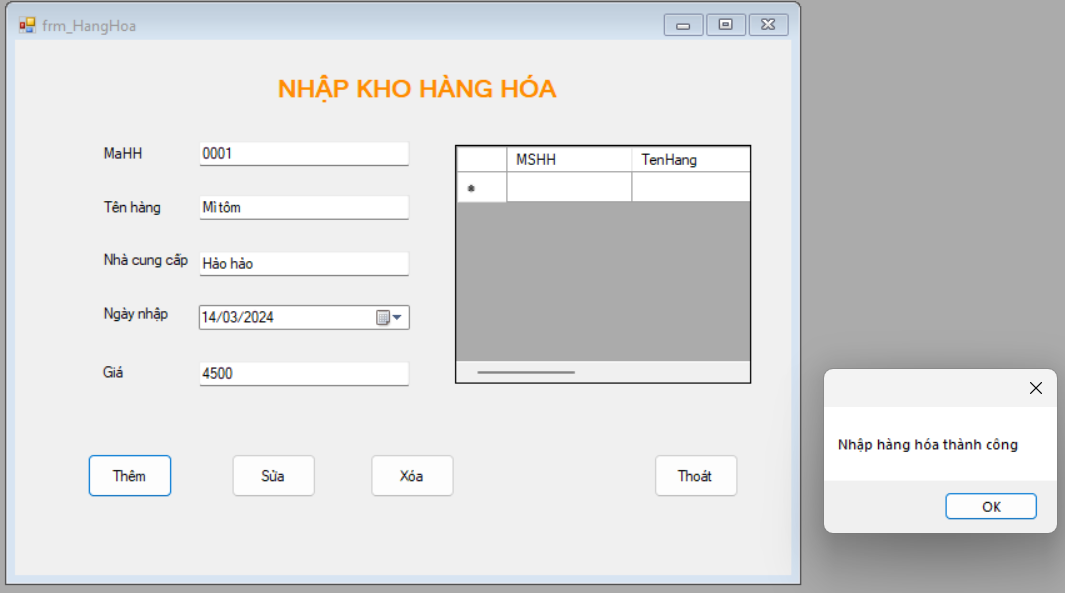 frm_HangHoa
NHẬP KHO HÀNG HÓA
MaHH
0001
Tên hàng
Mì tôm
Nhà cung cấp
Hảo hảo
Ngày nhập
14/03/2024
Giá
4500
MSHH
TenHang
Thêm
Sửa
Xóa
Thoát
Nhập hàng hóa thành công
OK